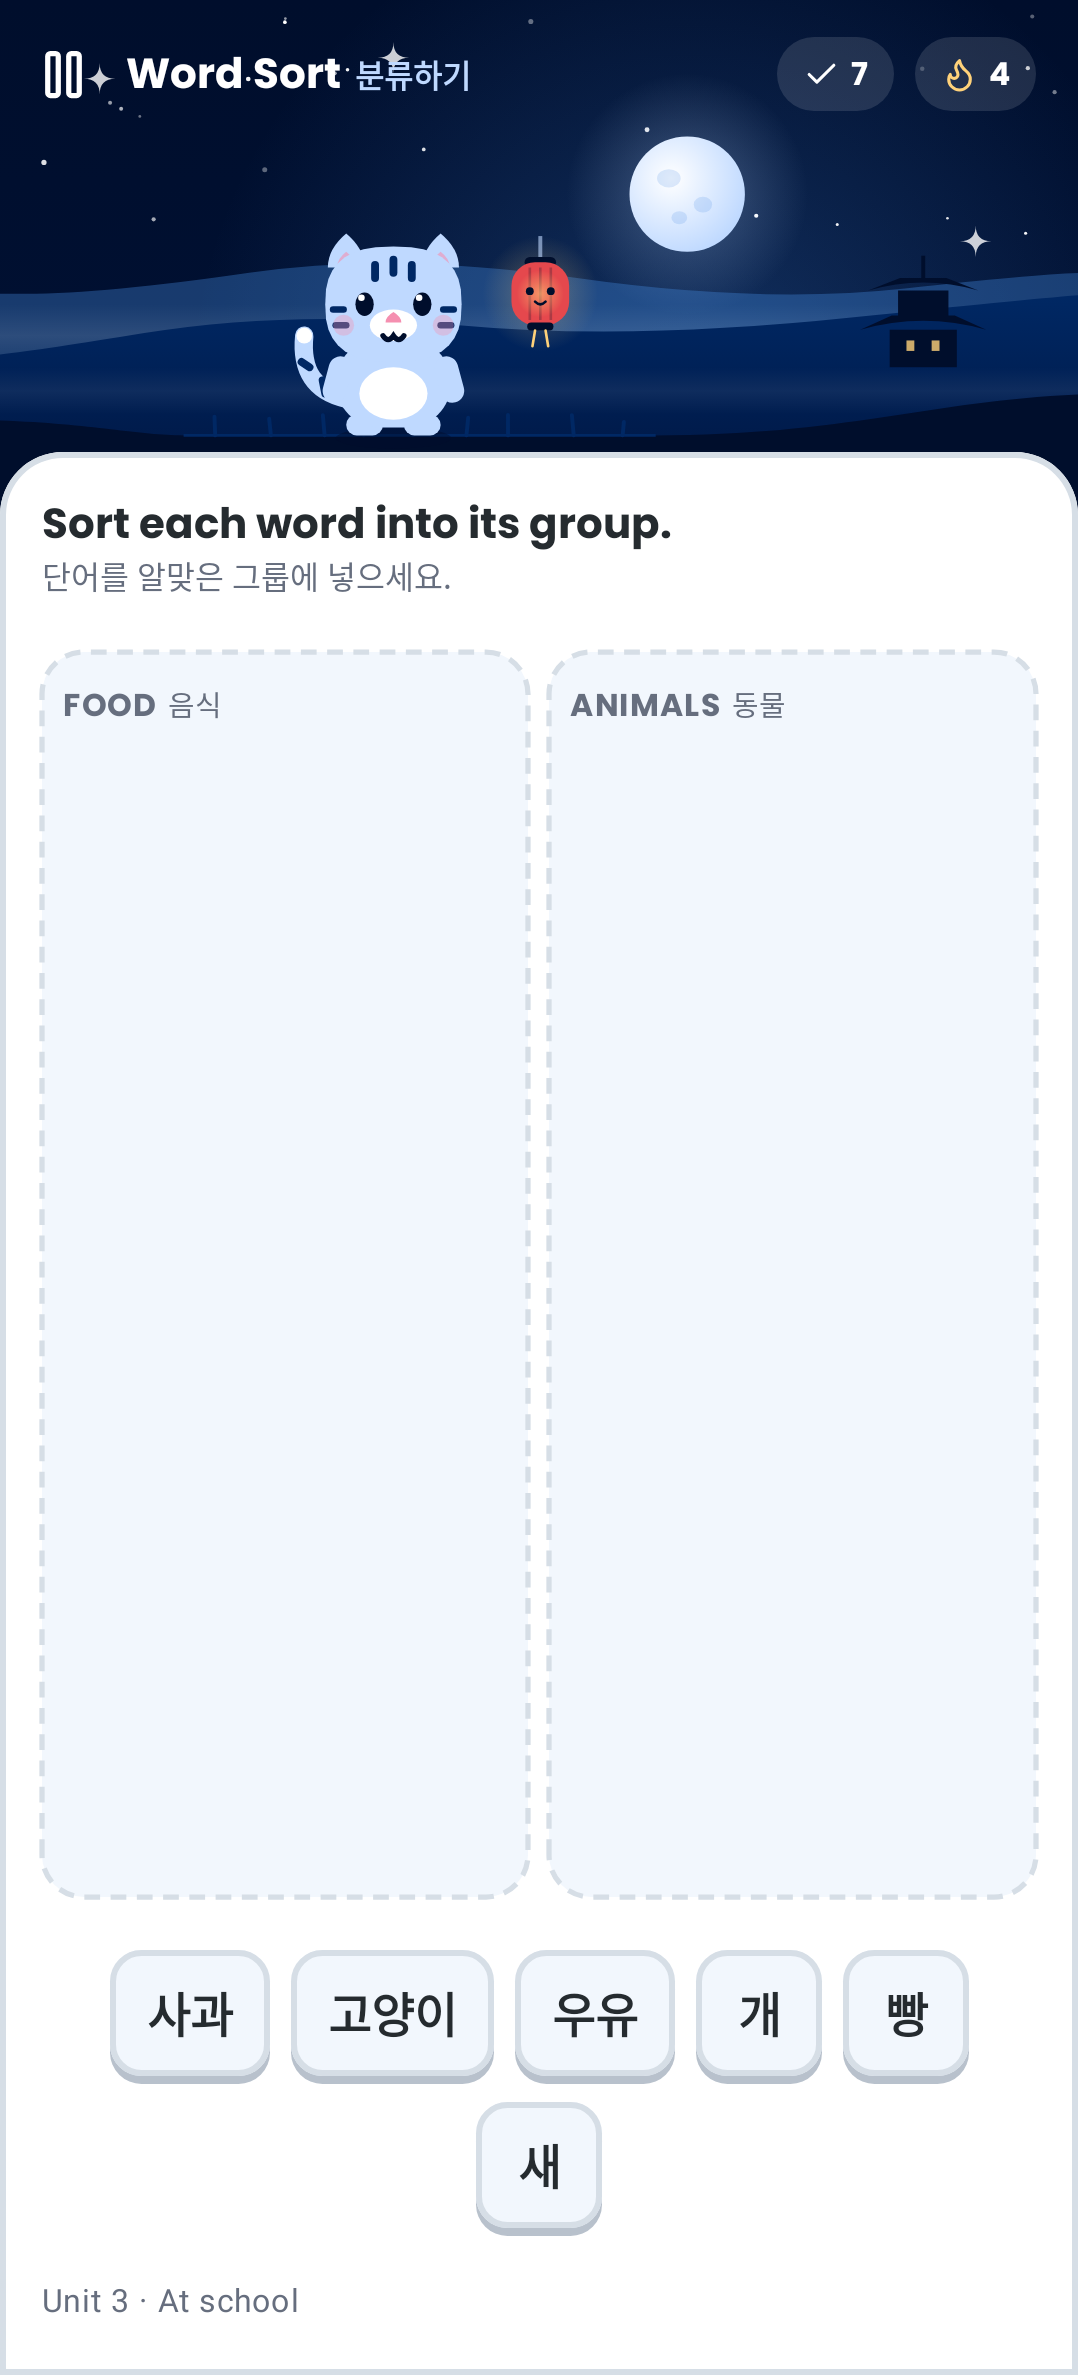 Word·Sort · 분류하기
7
4
Sort each word into its group.
단어를 알맞은 그룹에 넣으세요.
FOOD 음식
ANIMALS 동물
사과 고양이 우유 개 빵
새
Unit 3 · At school